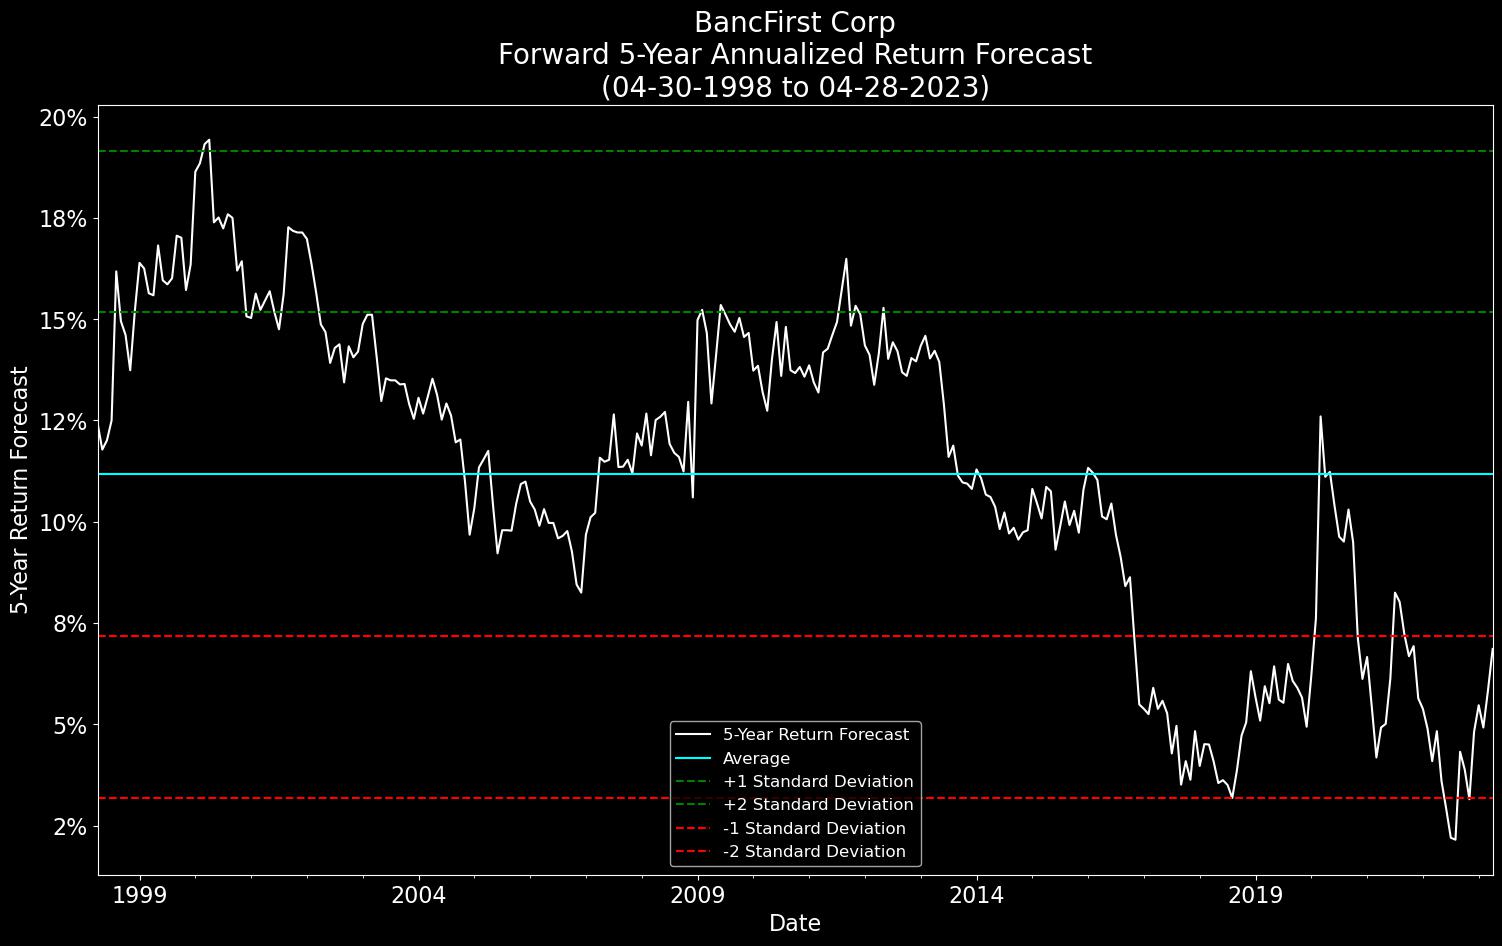 BancFirst Corp
Forward 5-Year Annualized Return Forecast
(04-30-1998 to 04-28-2023)
20%
18%
15%
12%
10%
8%
5%
2%
5-Year Return Forecast
5-Year Return Forecast
Average
+1 Standard Deviation
+2 Standard Deviation
-1 Standard Deviation
-2 Standard Deviation
1999
2004
2009
2014
2019
Date